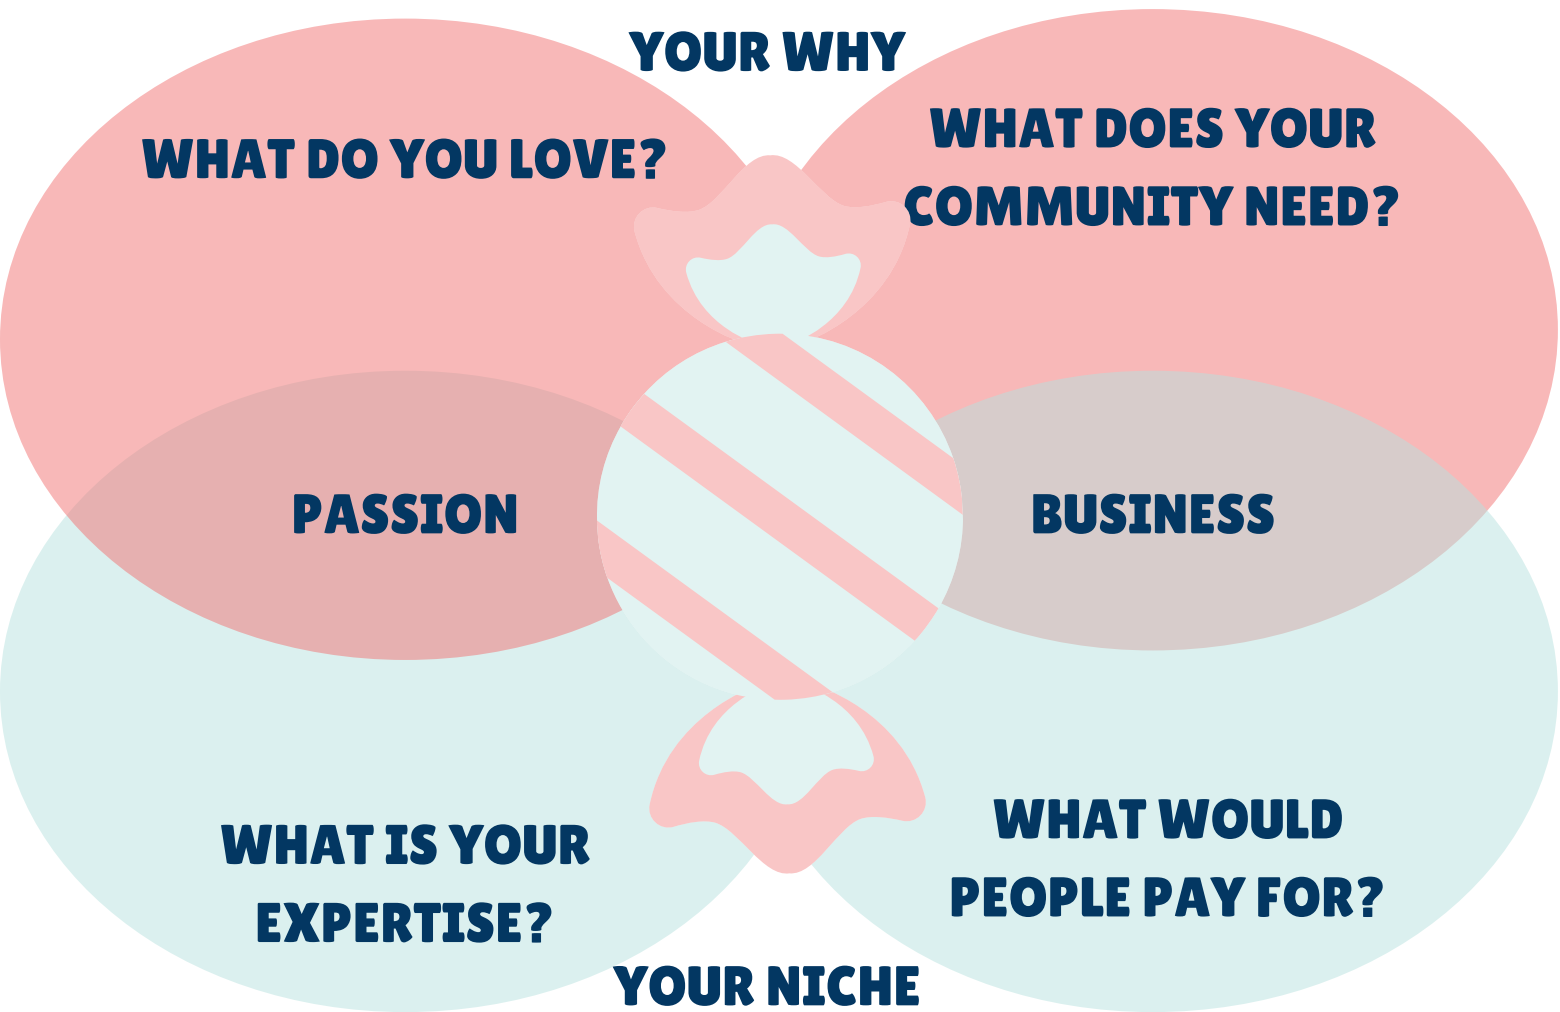 YOUR WHY
WHAT DO YOU LOVE?
WHAT DOES YOUR
COMMUNITY NEED?
PASSION
BUSINESS
WHAT IS YOUR
EXPERTISE?
WHAT WOULD
PEOPLE PAY FOR?
YOUR NICHE